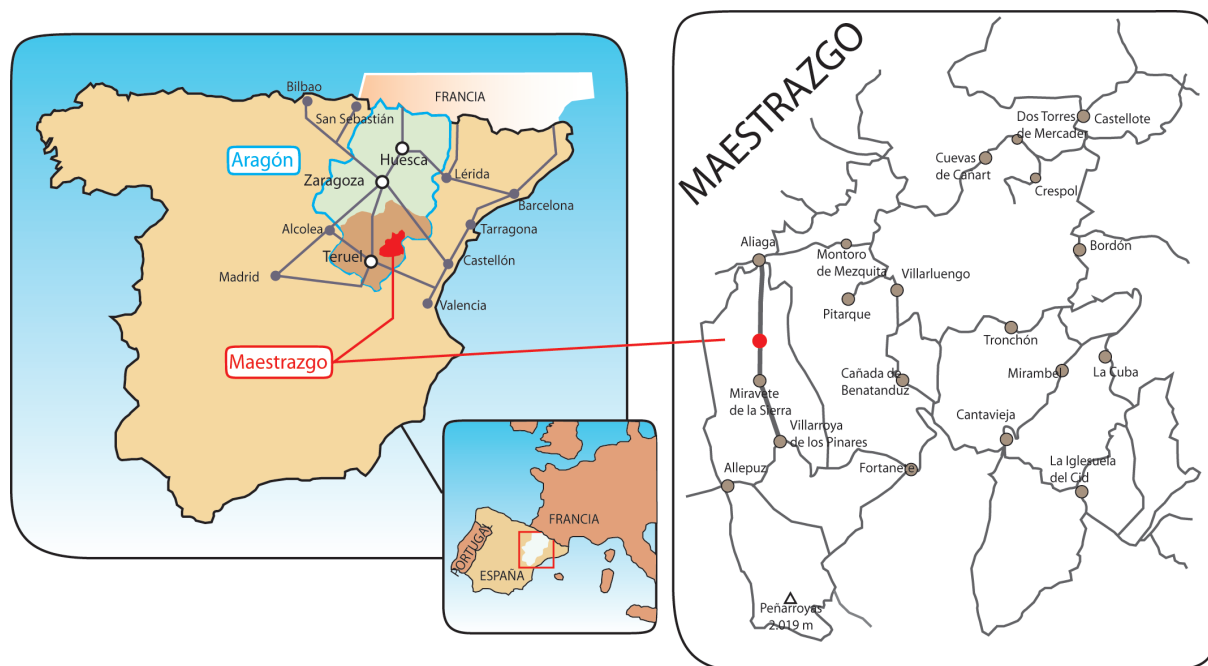 Bilbao
San Sebastián
FRANCIA
Aragón
Huesca
Zaragoza
Lérida
Barcelona
Alcolea
Tarragona
Teruel
Castellón
Madrid
Valencia
Maestrazgo
FRANCIA
PORTUGAL
ESPAÑA
MAESTRAZGO
Dos Torres
de Mercader
Castellote
Cuevas
de Cañart
Crespol
Aliaga
Montoro
de Mezquita
Bordón
Villarluengo
Pitarque
Tronchón
Miravete
de la Sierra
Cañada de
Benatanduz
Mirambel
La Cuba
Cantavieja
Villarroya
de los Pinares
Allepuz
Fortanete
La Iglesuela
del Cid
Peñarroyas
2.019 m